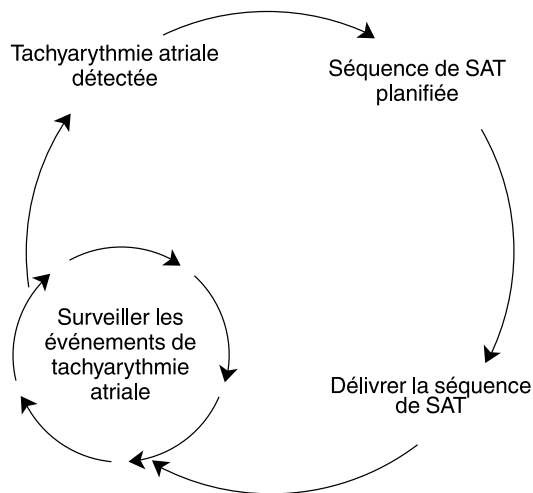 Tachyarythmie atriale
détectée
Séquence de SAT
planifiée
Surveiller les
événements de
tachyarythmie
atriale
Délivrer la séquence
de SAT